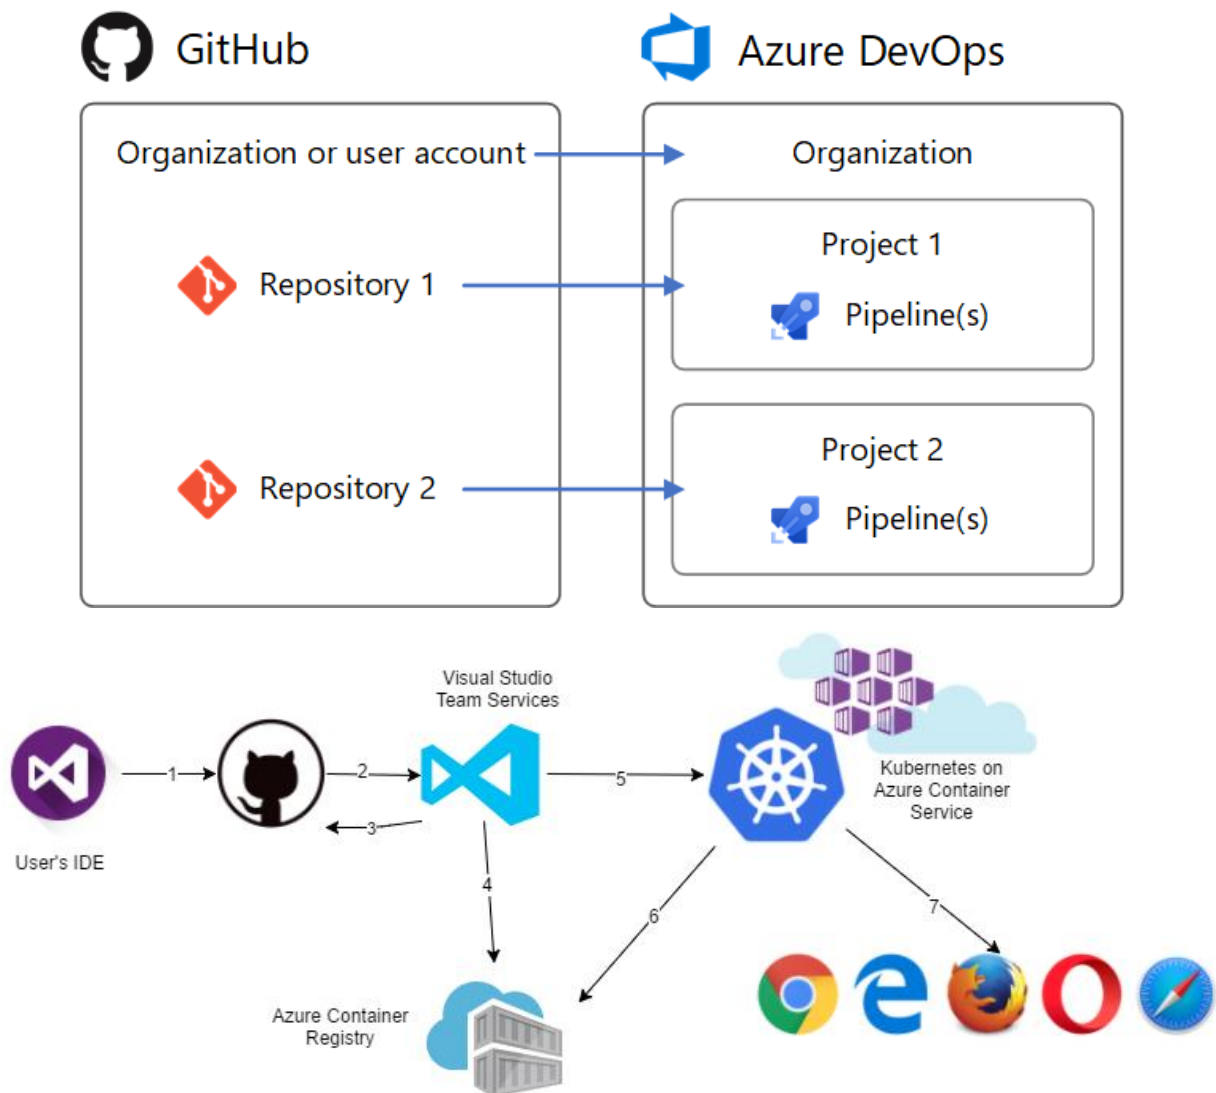 GitHub
Azure DevOps
Organization or user account
Organization
Project 1
Repository 1
Pipeline(s)
Project 2
Repository 2
Pipeline(s)
Visual Studio
Team Services
1
2
3
4
5
6
7
User's IDE
Kubernetes on
Azure Container
Service
Azure Container
Registry